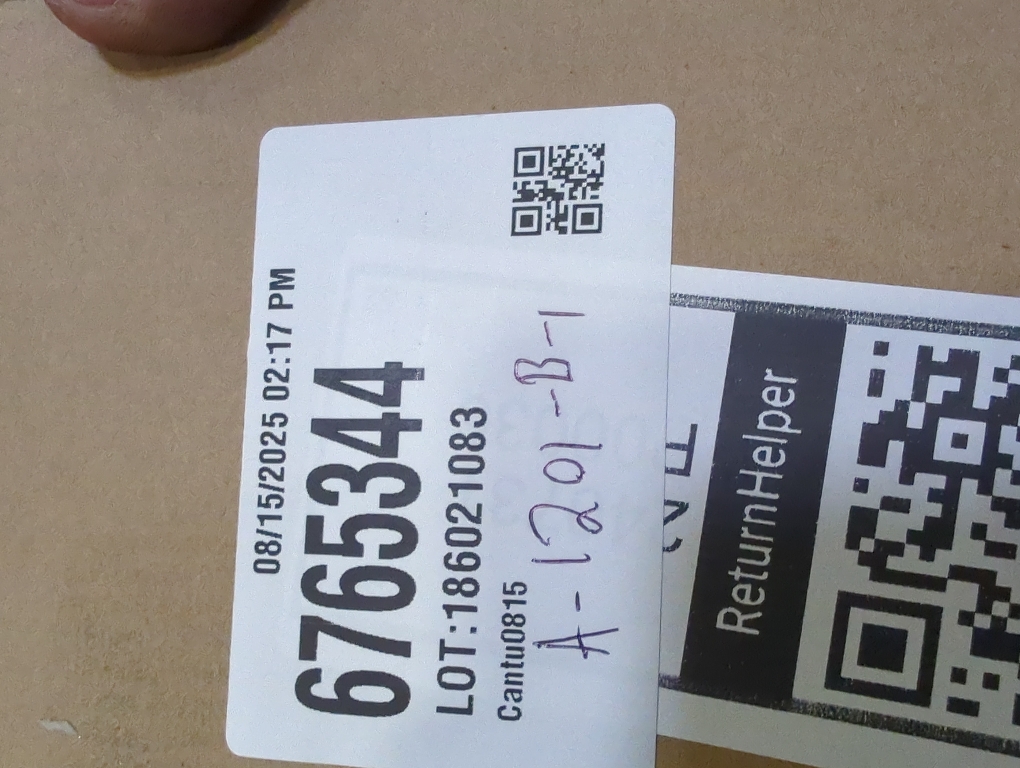 08/15/2025 02:17 PM
6765344
LOT:186021083
Cantu0815
A-1201-B-1
ReturnHelper